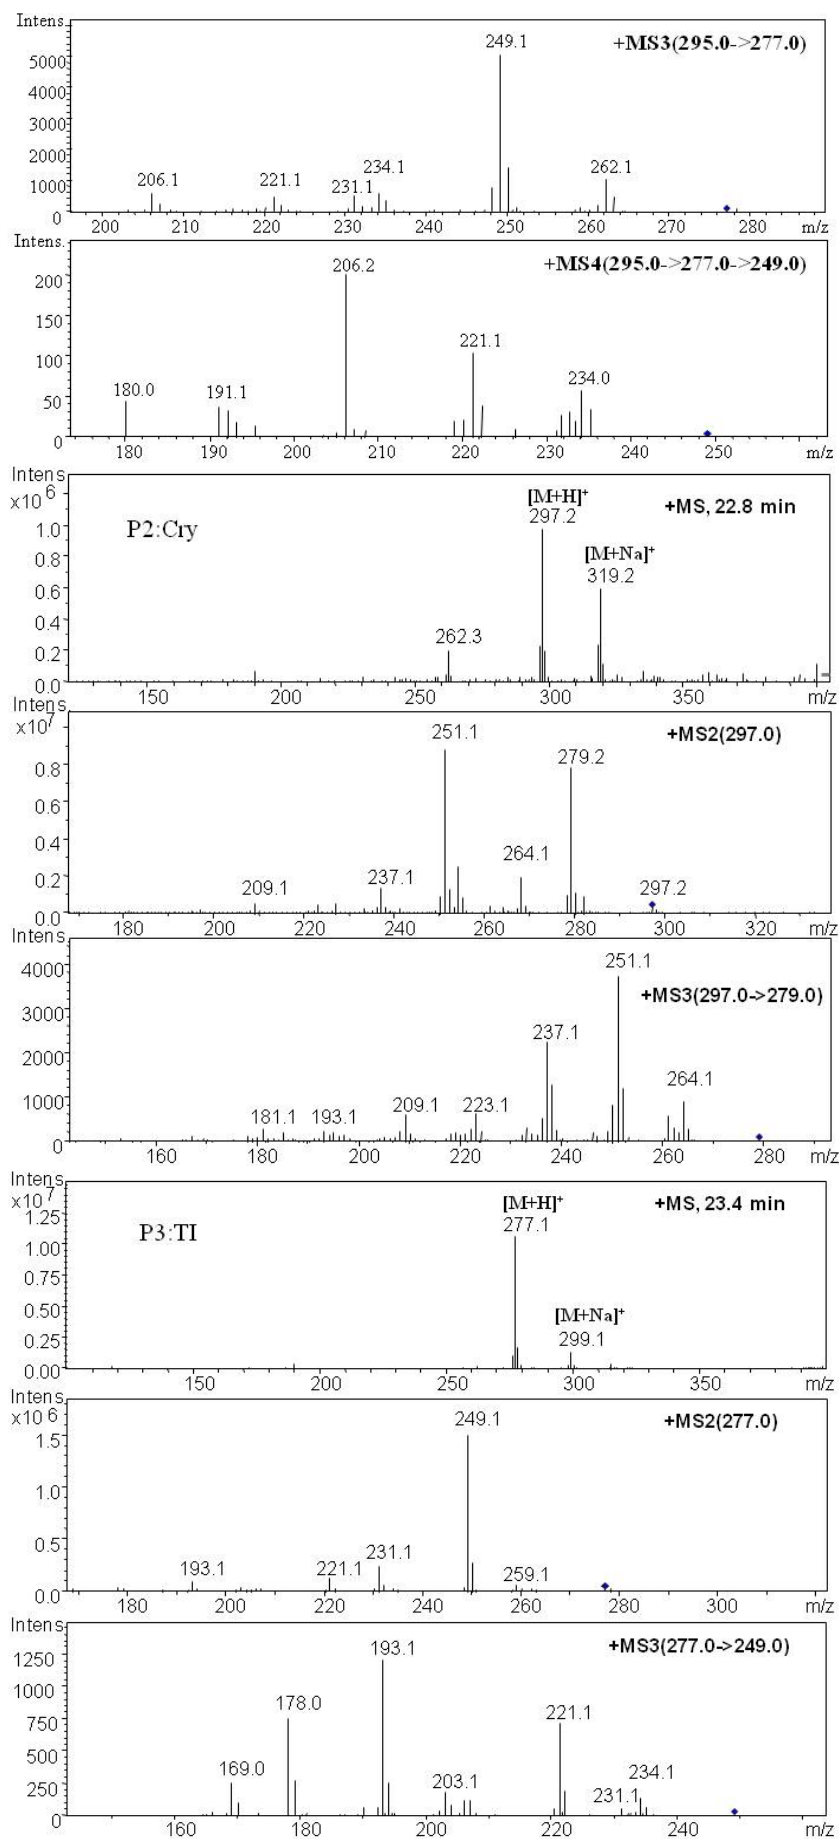 Intens.
+MS3(295.0->277.0)
249.1
5000
4000
3000
2000
1000
0
206.1
221.1
231.1
234.1
262.1
200 210 220 230 240 250 260 270 280 m/z
Intens.
+MS4(295.0->277.0->249.0)
206.2
200
150
100
50
0
180.0
191.1
221.1
234.0
180 190 200 210 220 230 240 250 m/z
Intens
x10 6
[M+H]+
297.2
+MS, 22.8 min
P2:Cry
[M+Na]+
319.2
262.3
1.0
0.8
0.6
0.4
0.2
0.0
150 200 250 300 350 m/z
Intens
x10 7
251.1
+MS2(297.0)
279.2
264.1
237.1
209.1
297.2
0.8
0.6
0.4
0.2
0.0
180 200 220 240 260 280 300 320 m/z
Intens
251.1
+MS3(297.0->279.0)
237.1
264.1
181.1 193.1 209.1 223.1
4000
3000
2000
1000
0
160 180 200 220 240 260 280 m/z
Intens
x10 7
[M+H]+
277.1
+MS, 23.4 min
P3:TI
[M+Na]+
299.1
1.25
1.00
0.75
0.50
0.25
0.00
150 200 250 300 350 m/z
Intens
x10 6
249.1
+MS2(277.0)
193.1
221.1
231.1
259.1
1.5
1.0
0.5
0.0
180 200 220 240 260 280 300 m/z
Intens
193.1
+MS3(277.0->249.0)
178.0
221.1
169.0
203.1
231.1
234.1
1250
1000
750
500
250
0
160 180 200 220 240 m/z